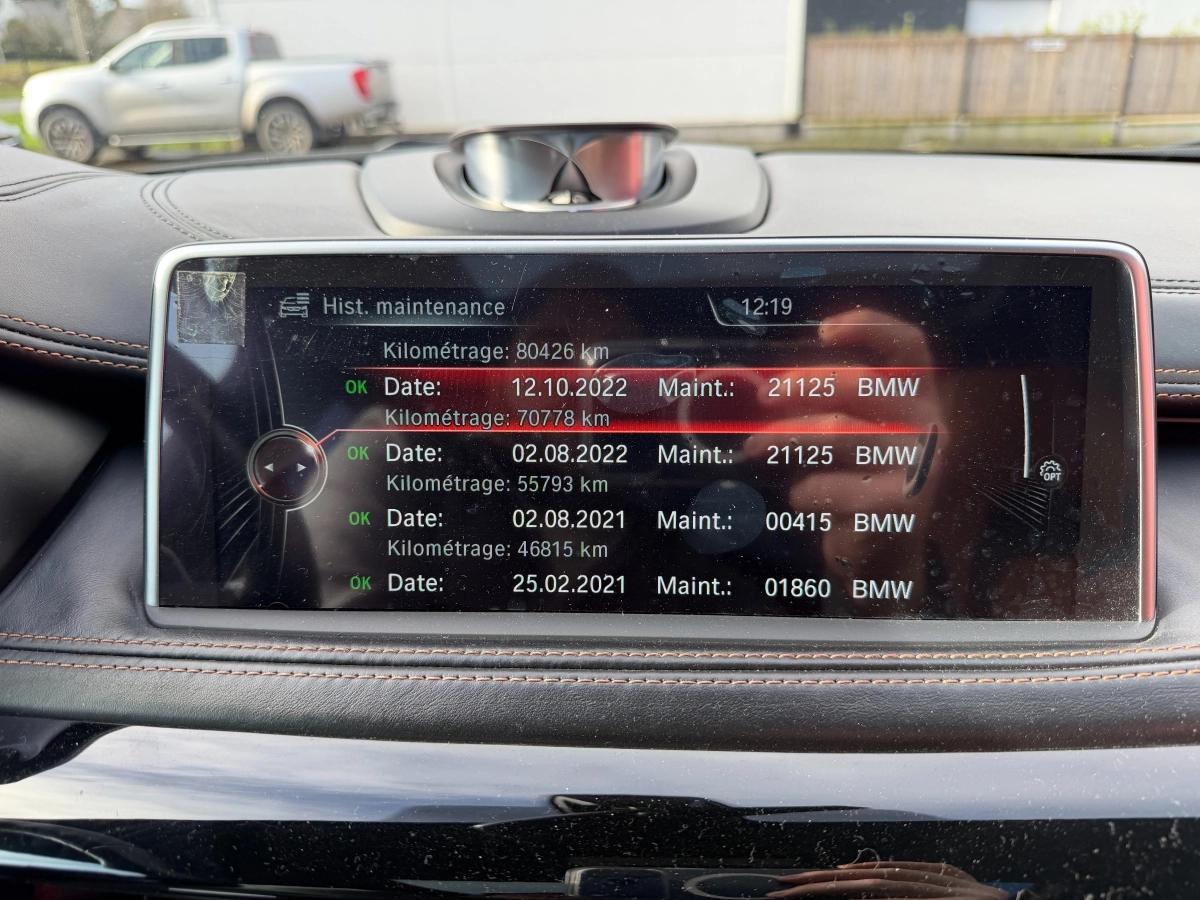 Hist. maintenance 12:19
Kilométrage: 80426 km
OK Date: 12.10.2022 Maint.: 21125 BMW
Kilométrage: 70778 km
OK Date: 02.08.2022 Maint.: 21125 BMW
Kilométrage: 55793 km
OK Date: 02.08.2021 Maint.: 00415 BMW
Kilométrage: 46815 km
OPT
OK Date: 25.02.2021 Maint.: 01860 BMW